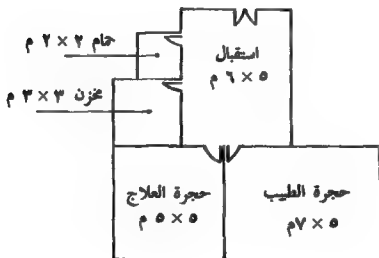 حمام ٢ × ٢ م
استقبال
٥ × ٦ م
مخزن ٣ × ٣ م
حجرة العلاج
٥ × ٥ م
حجرة الطبيب
٥ × ٧م